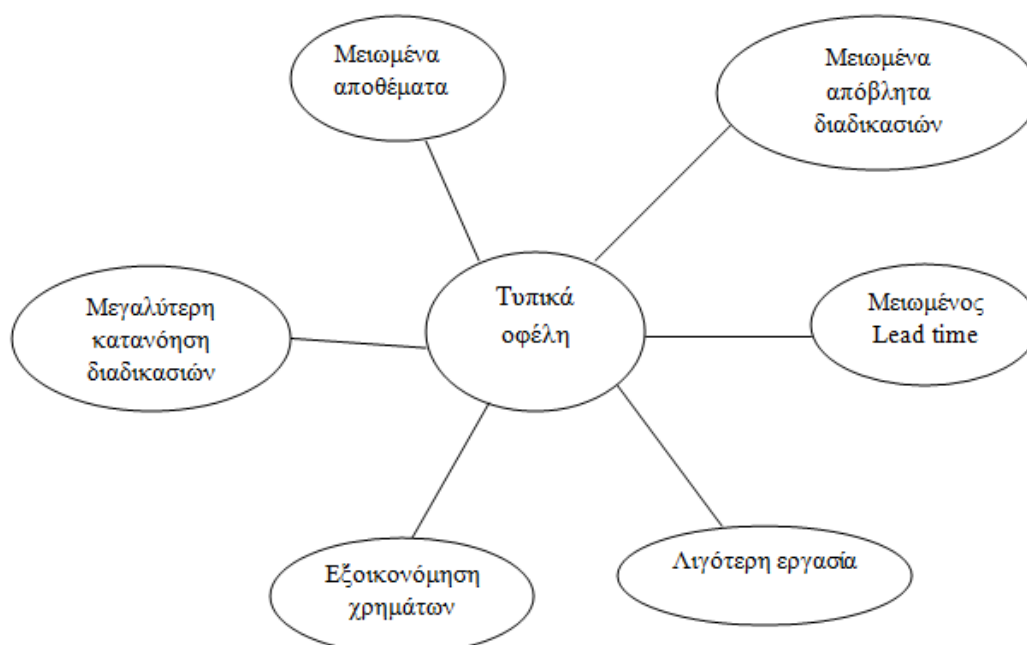 Μειωμένα
αποθέματα
Μειωμένα
απόβλητα
διαδικασιών
Τυπικά
οφέλη
Μειωμένος
Lead time
Μεγαλύτερη
κατανόηση
διαδικασιών
Εξοικονόμηση
χρημάτων
Λιγότερη εργασία